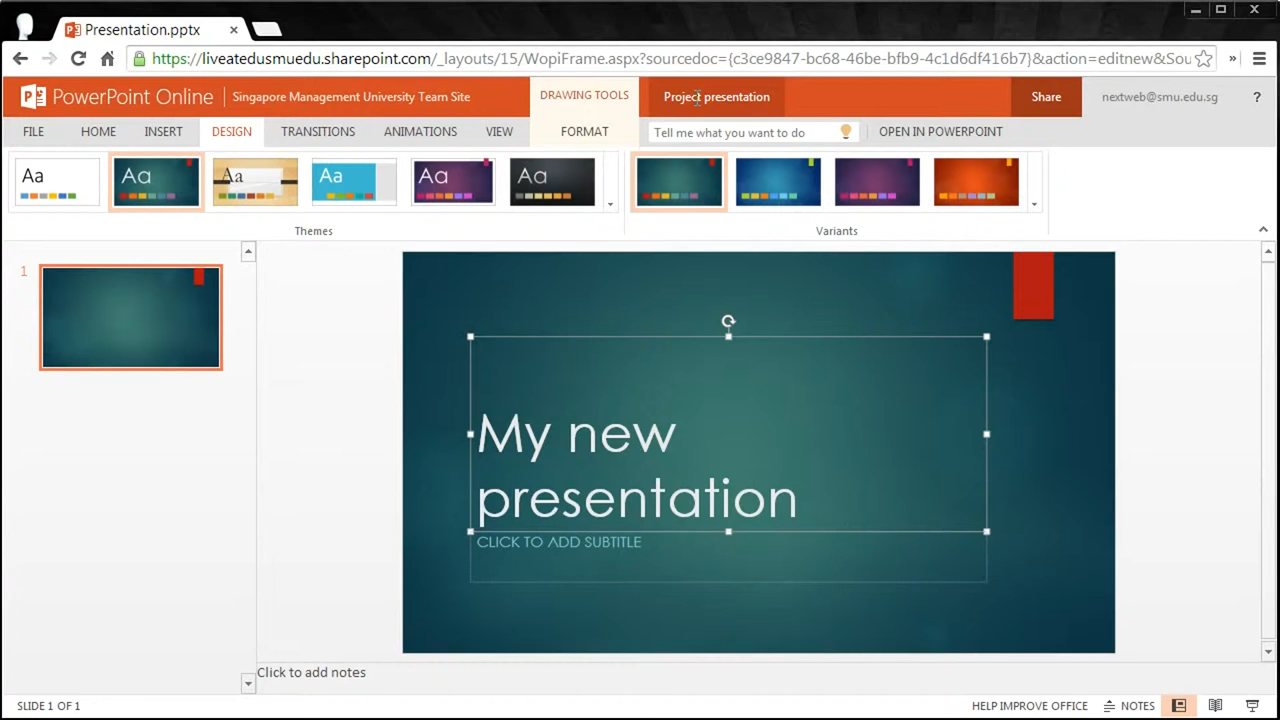 Presentation.pptx
https://liveatedusmuedu.sharepoint.com/_layouts/15/WopiFrame.aspx?sourcedoc={c3ce9847-bc68-46be-bfb9-4c1d6df416b7}&action=editnew&Sou
PowerPoint Online Singapore Management University Team Site DRAWING TOOLS Project presentation Share nextweb@smu.edu.sg ?
FILE HOME INSERT DESIGN TRANSITIONS ANIMATIONS VIEW FORMAT Tell me what you want to do OPEN IN POWERPOINT
Aa Aa Aa Aa Aa Aa
Themes Variants
1
My new
presentation
CLICK TO ADD SUBTITLE
Click to add notes
SLIDE 1 OF 1 HELP IMPROVE OFFICE NOTES